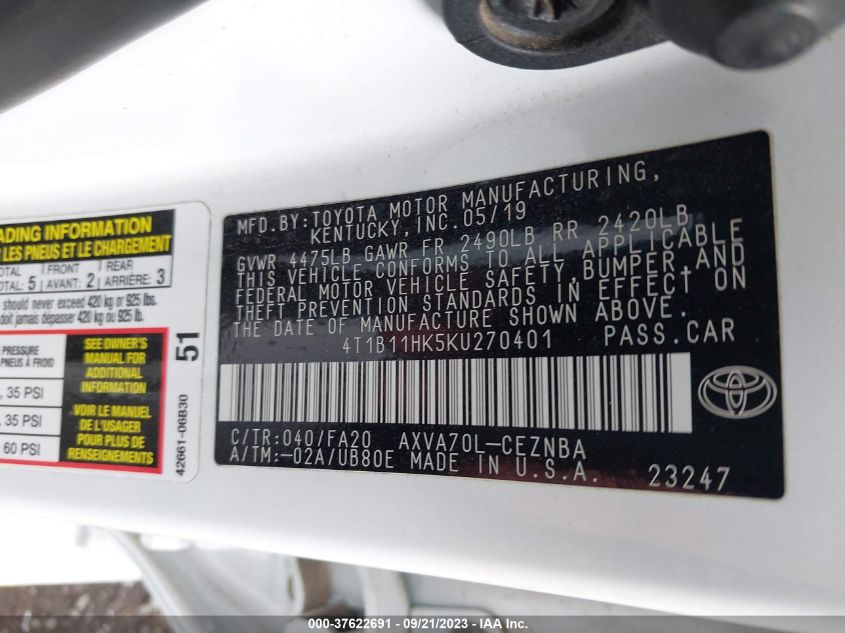 ADING INFORMATION
LES PNEUS ET LE CHARGEMENT
TOTAL 5 FRONT 2 REAR 3
TOTAL: AVANT: ARRIÈRE:
should never exceed 420 kg or 925 lbs.
doit jamais dépasser 420 kg ou 925 lb.
PRESSURE
PNEUS À FROID
, 35 PSI
, 35 PSI
60 PSI
SEE OWNER'S
MANUAL FOR
ADDITIONAL
INFORMATION
VOIR LE MANUEL
DE L'USAGER
POUR PLUS DE
RENSEIGNEMENTS
51
42661-06B30
MFD.BY:TOYOTA MOTOR MANUFACTURING,
KENTUCKY, INC.05/19
GVWR 4475LB GAWR FR 2490LB RR 2420LB
THIS VEHICLE CONFORMS TO ALL APPLICABLE
FEDERAL MOTOR VEHICLE SAFETY, BUMPER, AND
THEFT PREVENTION STANDARDS IN EFFECT ON
THE DATE OF MANUFACTURE SHOWN ABOVE.
4T1B11HK5KU270401 PASS.CAR
C/TR:040/FA20 AXVA70L-CEZNBA
A/TM:-02A/UB80E MADE IN U.S.A. 23247
000-37622691 - 09/21/2023 - IAA Inc.